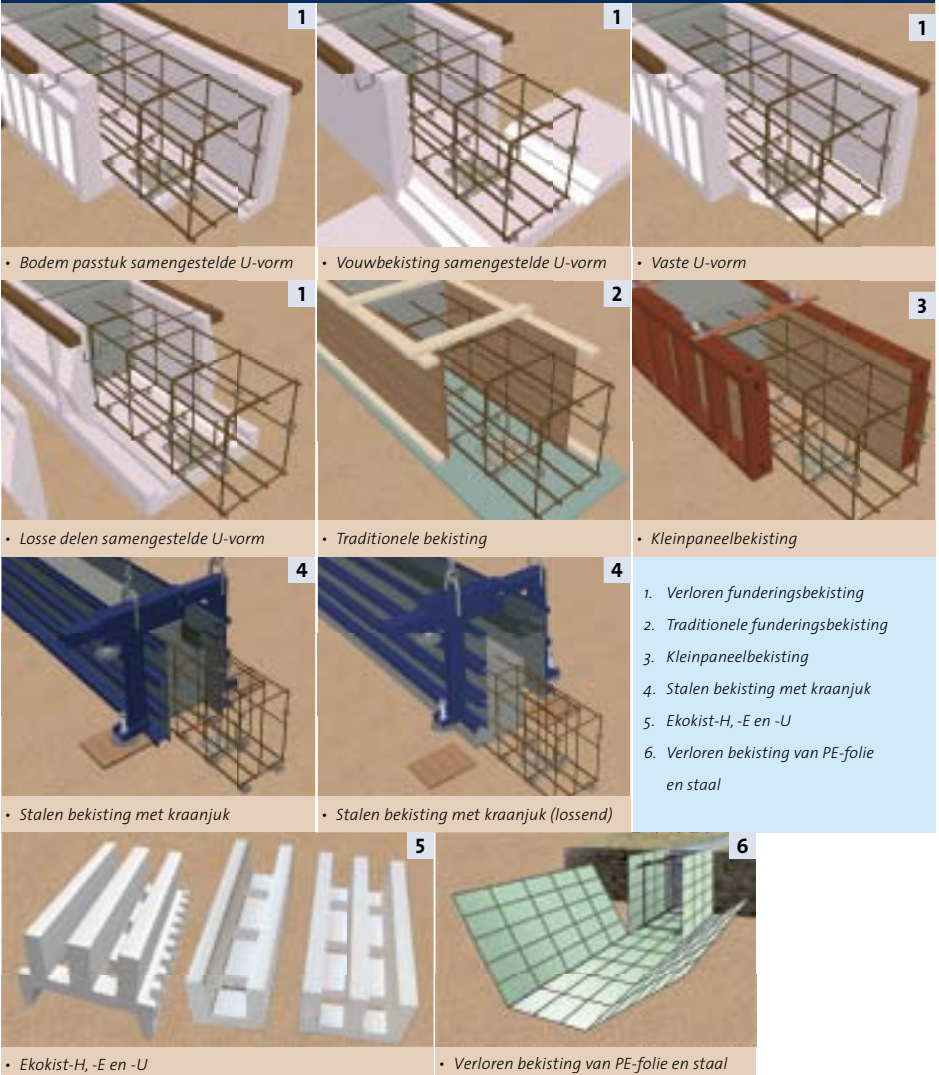 1
1
1
• Bodem passtuk samengestelde U-vorm
• Vouwbekisting samengestelde U-vorm
• Vaste U-vorm
1
2
3
• Losse delen samengestelde U-vorm
• Traditionele bekisting
• Kleinpaneelbekisting
4
4
1. Verloren funderingsbekisting
2. Traditionele funderingsbekisting
3. Kleinpaneelbekisting
4. Stalen bekisting met kraanjuk
5. Ekokist-H, -E en -U
6. Verloren bekisting van PE-folie
en staal
• Stalen bekisting met kraanjuk
• Stalen bekisting met kraanjuk (lossend)
5
6
• Ekokist-H, -E en -U
• Verloren bekisting van PE-folie en staal